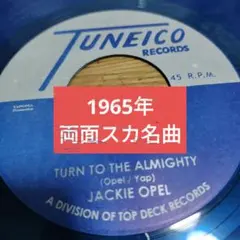 TUNEICO
RECORDS
45 R.P.M.
1965年
両面スカ名曲
TURN TO THE ALMIGHTY
(Opel / Yap)
JACKIE OPEL
A DIVISION OF TOP DECK RECORDS